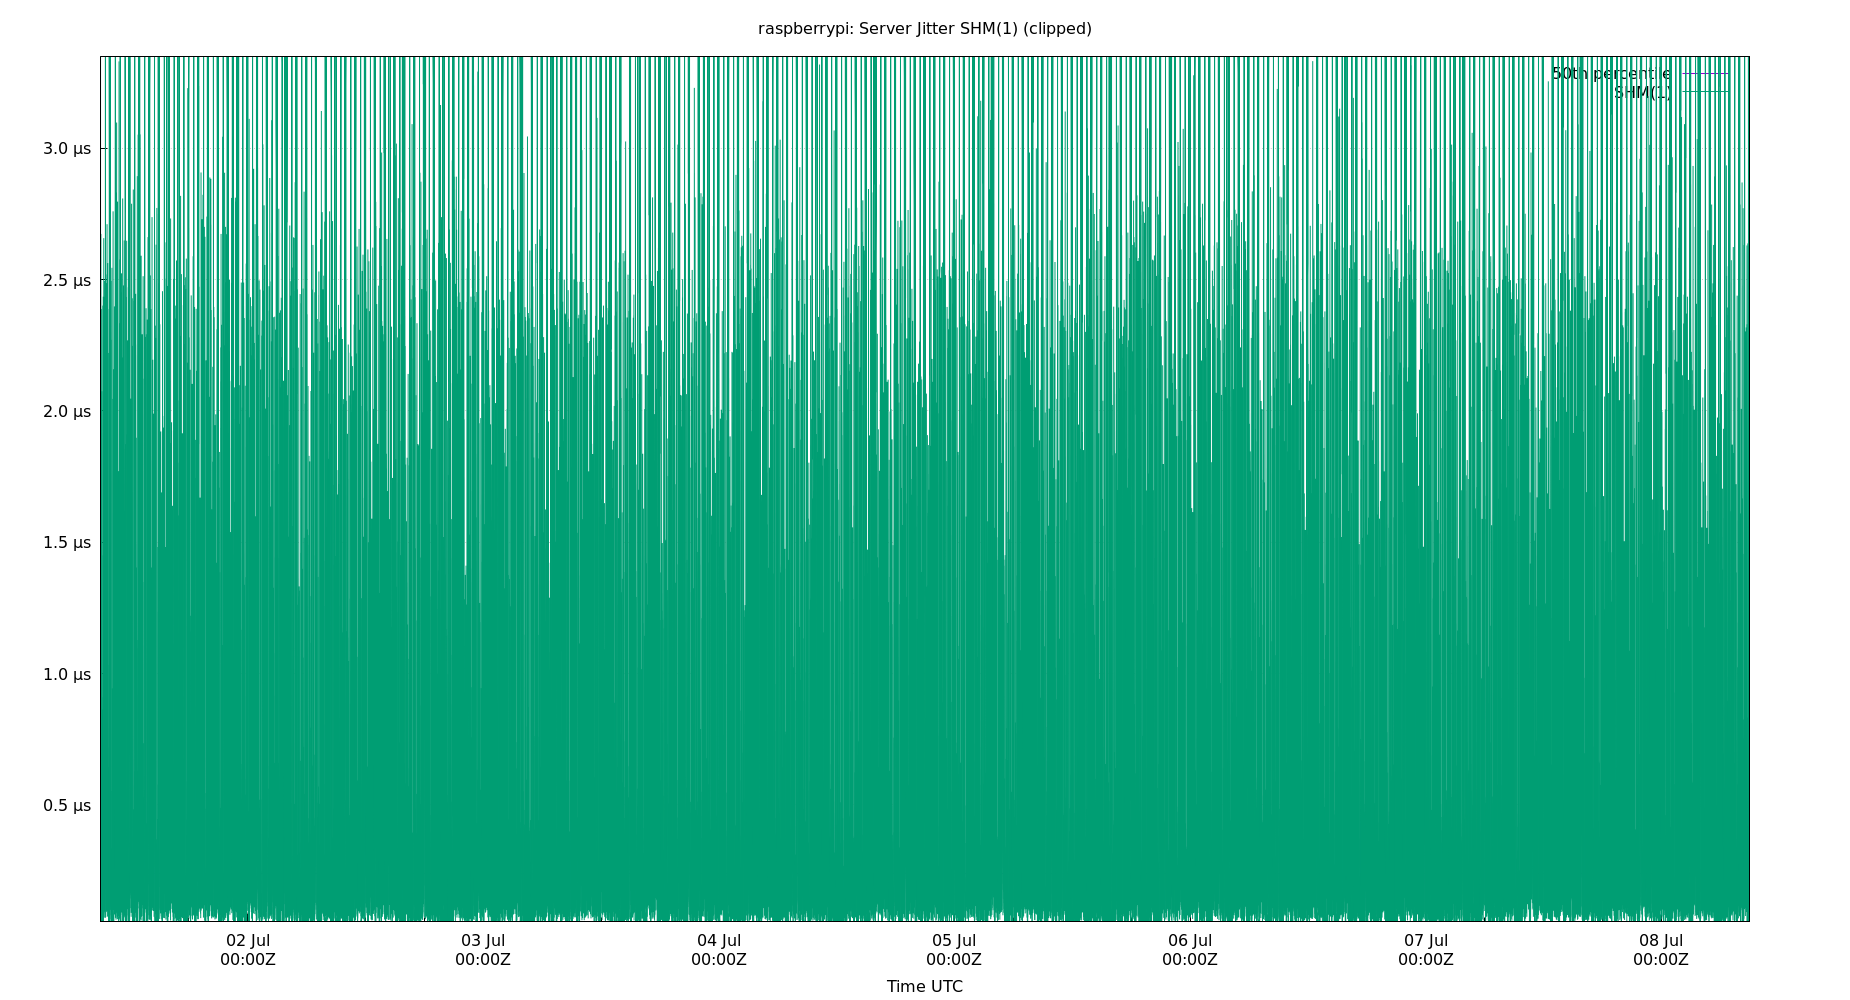 raspberrypi: Server Jitter SHM(1) (clipped)
50th percentile
SHM(1)
3.0 µs
2.5 µs
2.0 µs
1.5 µs
1.0 µs
0.5 µs
02 Jul 03 Jul 04 Jul 05 Jul 06 Jul 07 Jul 08 Jul
00:00Z 00:00Z 00:00Z 00:00Z 00:00Z 00:00Z 00:00Z
Time UTC